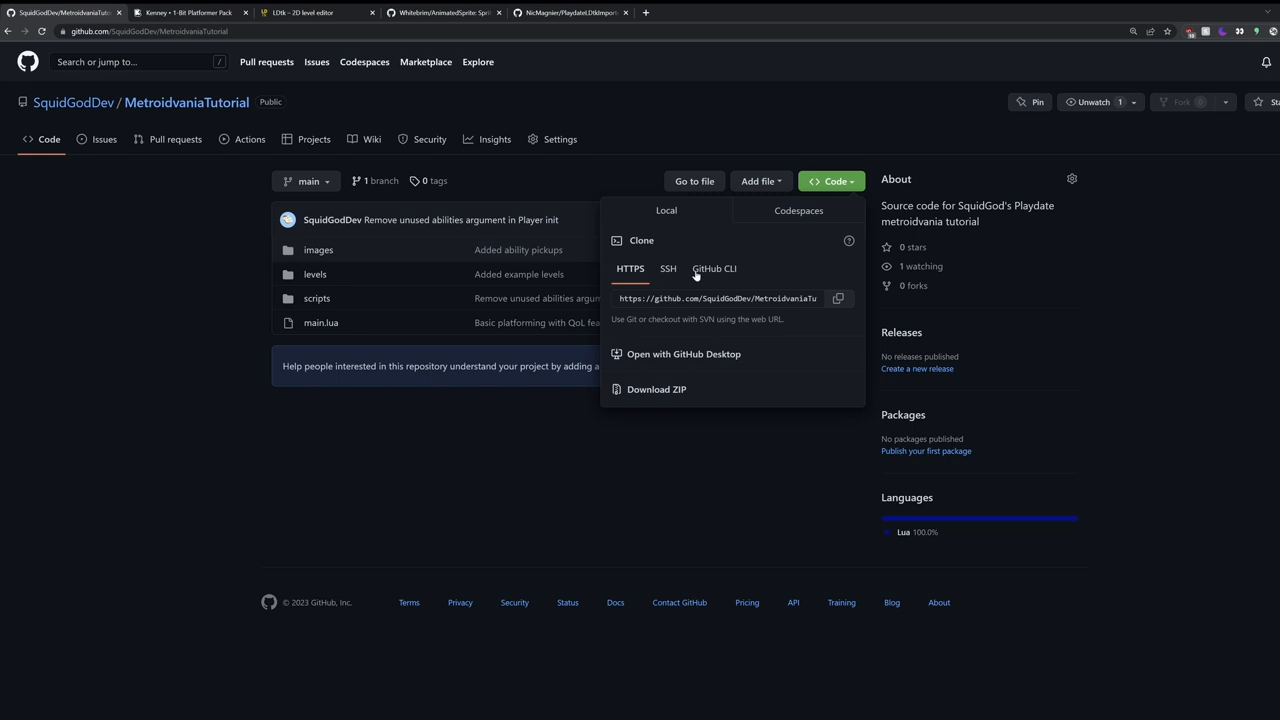 SquidGodDev/MetroidvaniaTuto
Kenney • 1-Bit Platformer Pack
LDtk – 2D level editor
Whitebrim/AnimatedSprite: Spri
NicMagnier/PlaydateLDtkImport
github.com/SquidGodDev/MetroidvaniaTutorial
Search or jump to... /
Pull requests Issues Codespaces Marketplace Explore
SquidGodDev / MetroidvaniaTutorial Public
Pin Unwatch 1 Fork 0
Code Issues Pull requests Actions Projects Wiki Security Insights Settings
main 1 branch 0 tags Go to file Add file Code
SquidGodDev Remove unused abilities argument in Player init
images Added ability pickups
levels Added example levels
scripts Remove unused abilities argum
main.lua Basic platforming with QoL fea
Help people interested in this repository understand your project by adding a
Local Codespaces
Clone
HTTPS SSH GitHub CLI
https://github.com/SquidGodDev/MetroidvaniaTu
Use Git or checkout with SVN using the web URL.
Open with GitHub Desktop
Download ZIP
About
Source code for SquidGod's Playdate
metroidvania tutorial
0 stars
1 watching
0 forks
Releases
No releases published
Create a new release
Packages
No packages published
Publish your first package
Languages
Lua 100.0%
© 2023 GitHub, Inc. Terms Privacy Security Status Docs Contact GitHub Pricing API Training Blog About